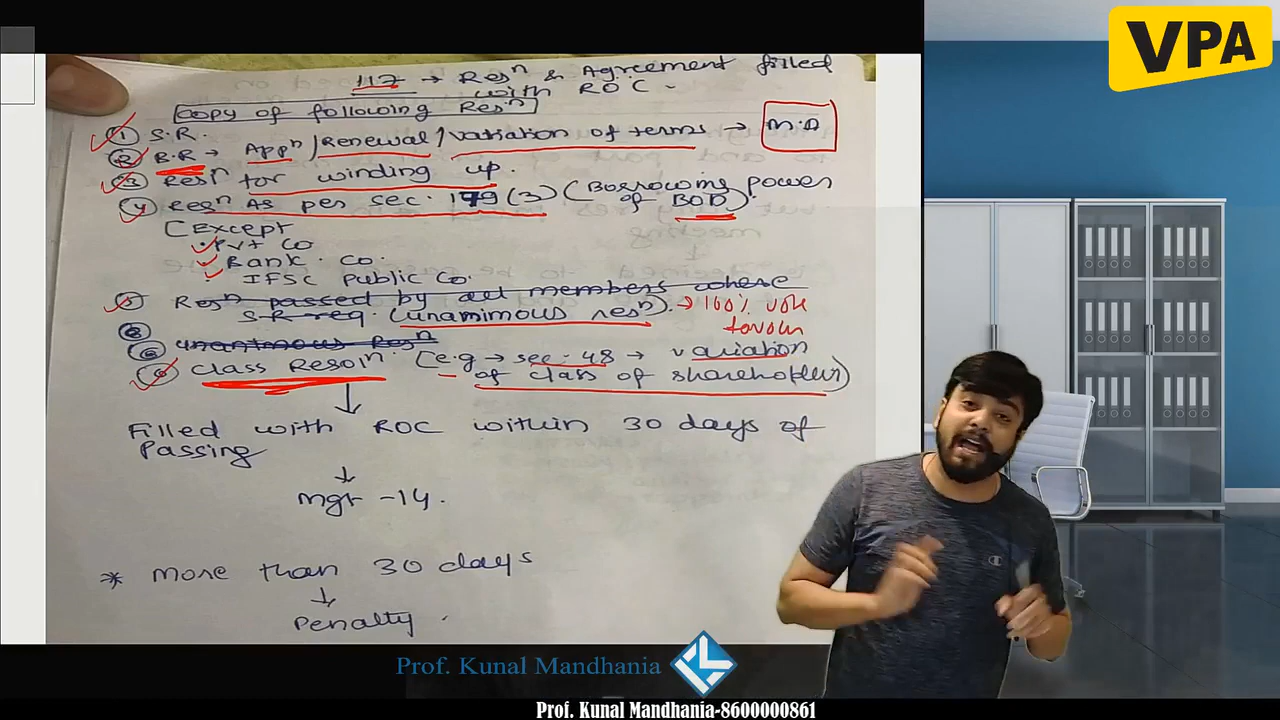 VPA
117 → Resⁿ & Agreement filled
with ROC -
Copy of following Resⁿ
① S.R.
② B.R → Appⁿ / Renewal / Variation of terms → M.D
③ Resⁿ for winding up.
④ Resⁿ As per sec. 179 (3) (Borrowing power
of BOD).
(Except
• Pvt Co
Bank. Co.
IFSC Public Co.
⑤ Resⁿ passed by all members where
S.R req. (unamimous resⁿ). → 100% vote
favour
⑥ unanimous Resⁿ
⑥ Class Resolⁿ. (e.g → sec-48 → variation
of class of shareholders)
Filled with ROC within 30 days of
Passing
↓
mgt -14.
* More than 30 days
↓
Penalty.
Prof. Kunal Mandhania
Prof. Kunal Mandhania-8600000861